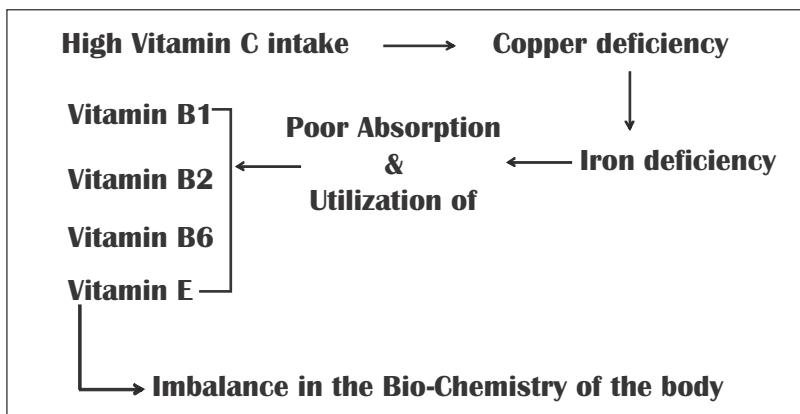 High Vitamin C intake
Copper deficiency
Iron deficiency
Poor Absorption
&
Utilization of
Vitamin B1
Vitamin B2
Vitamin B6
Vitamin E
Imbalance in the Bio-Chemistry of the body